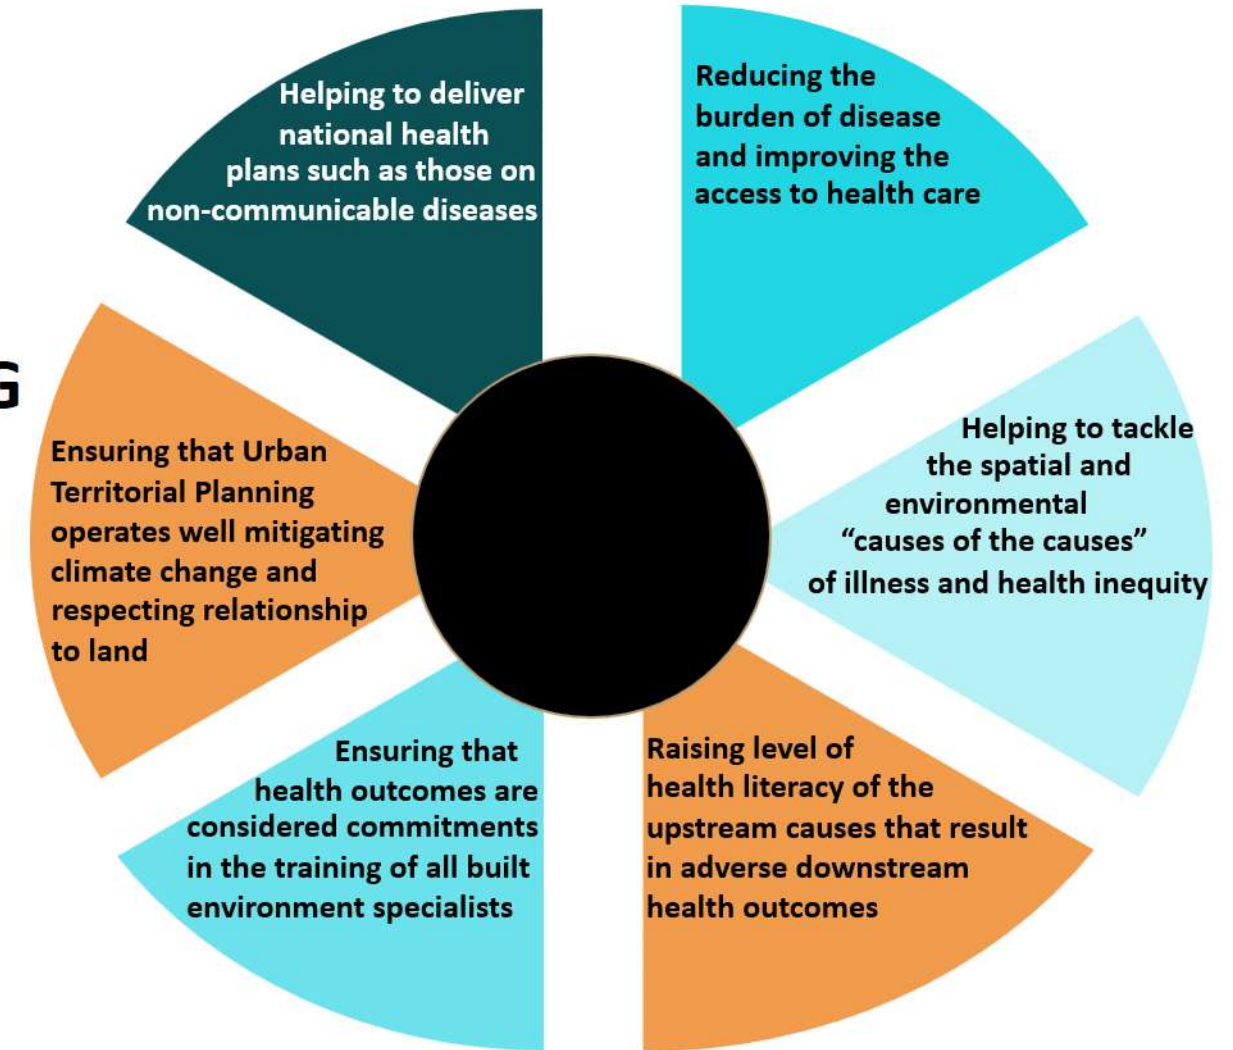 Helping to deliver
national health
plans such as those on
non-communicable diseases
Reducing the
burden of disease
and improving the
access to health care
G
Ensuring that Urban
Territorial Planning
operates well mitigating
climate change and
respecting relationship
to land
Helping to tackle
the spatial and
environmental
“causes of the causes”
of illness and health inequity
Ensuring that
health outcomes are
considered commitments
in the training of all built
environment specialists
Raising level of
health literacy of the
upstream causes that result
in adverse downstream
health outcomes